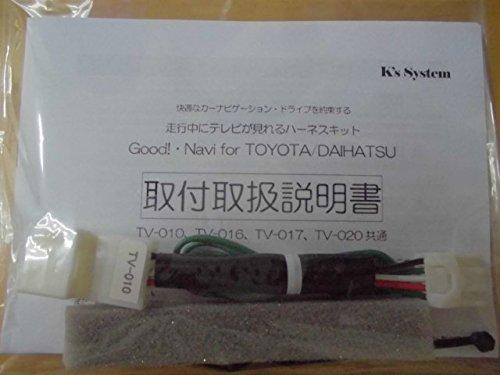 K's System
快適なカーナビゲーション・ドライブを約束する
走行中にテレビが見れるハーネスキット
Good!・Navi for TOYOTA/DAIHATSU
取付取扱説明書
TV-010、TV-016、TV-017、TV-020 共通
TV-010